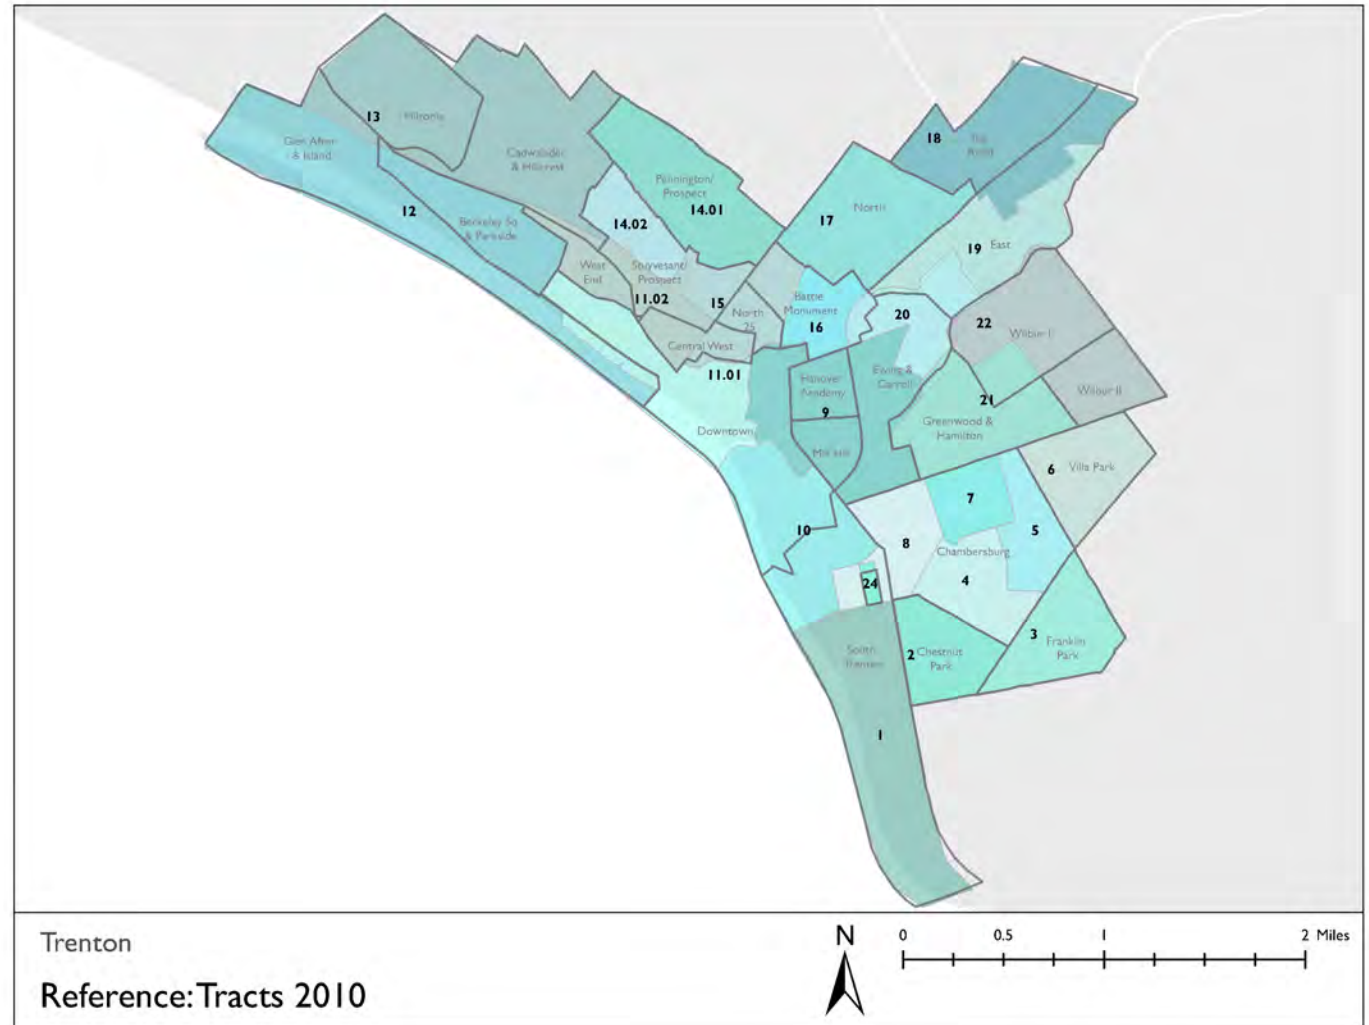 13
Hiltonia
Glen Afton
& Island
Cadwalader
& Hillcrest
12
Berkeley Sq
& Parkside
14.02
Pennington/
Prospect
14.01
18
Top
Road
17
North
19
East
West
End
Stuyvesant/
Prospect
11.02
15
North
25
Battle
Monument
16
20
22
Wilbur I
Central West
11.01
Hanover
Academy
9
Ewing &
Carroll
Wilbur II
21
Greenwood &
Hamilton
Downtown
Mill Hill
6
Villa Park
7
10
8
5
Chambersburg
24
4
South
Trenton
2
Chestnut
Park
3
Franklin
Park
1
Trenton
Reference: Tracts 2010
N
0
0.5
1
2 Miles